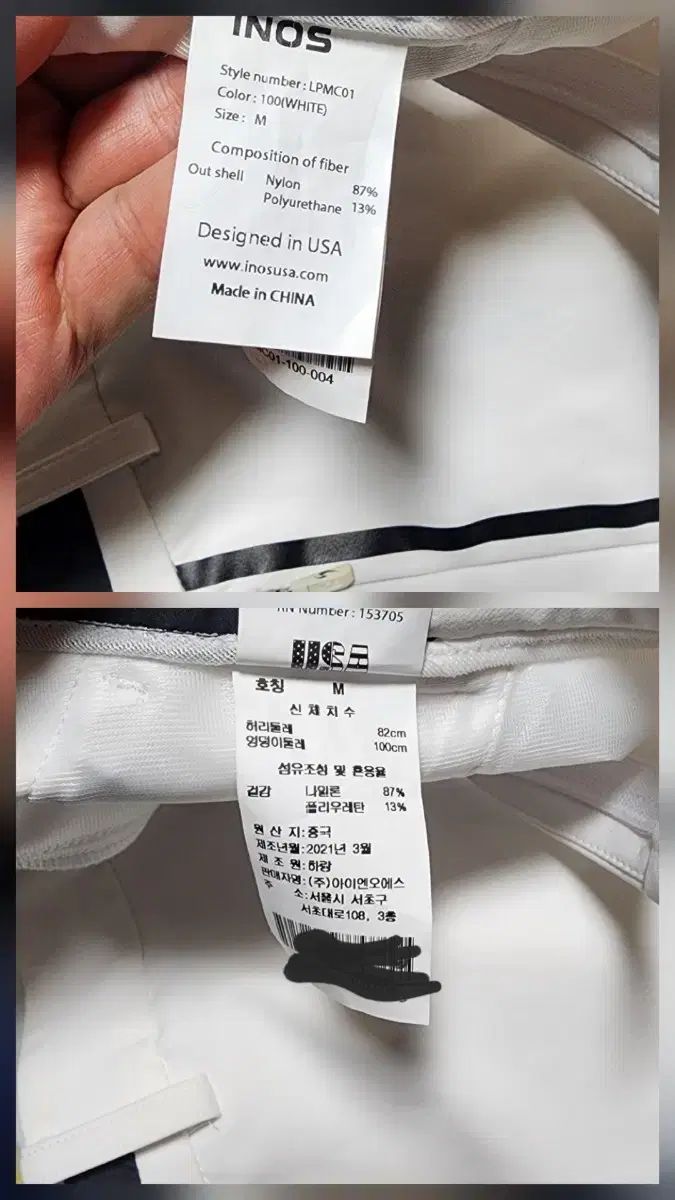 INOS
Style number : LPMC01
Color : 100(WHITE)
Size : M
Composition of fiber
Out shell Nylon 87%
Polyurethane 13%
Designed in USA
www.inosusa.com
Made in CHINA
C01-100-004
RN Number : 153705
USA
호칭 M
신 체 치 수
허리둘레 82cm
엉덩이둘레 100cm
섬유조성 및 혼용율
겉감 나일론 87%
폴리우레탄 13%
원 산 지 : 중국
제조년월 : 2021년 3월
제 조 원 : 하랑
판매자명 : (주)아이엔오에스
주 소 : 서울시 서초구
서초대로108, 3층